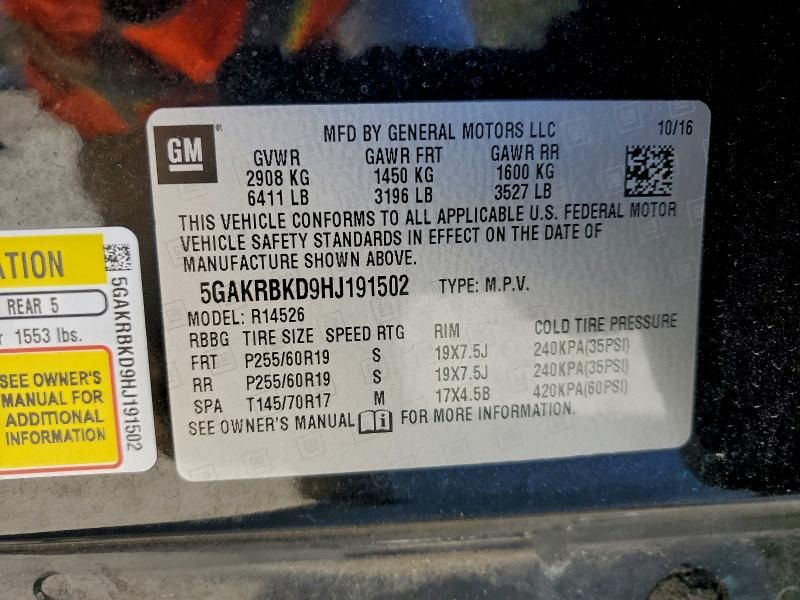 GM
MFD BY GENERAL MOTORS LLC 10/16
GVWR GAWR FRT GAWR RR
2908 KG 1450 KG 1600 KG
6411 LB 3196 LB 3527 LB
THIS VEHICLE CONFORMS TO ALL APPLICABLE U.S. FEDERAL MOTOR
VEHICLE SAFETY STANDARDS IN EFFECT ON THE DATE OF
MANUFACTURE SHOWN ABOVE.
5GAKRBKD9HJ191502 TYPE: M.P.V.
MODEL: R14526
RBBG TIRE SIZE SPEED RTG RIM COLD TIRE PRESSURE
FRT P255/60R19 S 19X7.5J 240KPA(35PSI)
RR P255/60R19 S 19X7.5J 240KPA(35PSI)
SPA T145/70R17 M 17X4.5B 420KPA(60PSI)
SEE OWNER'S MANUAL FOR MORE INFORMATION.
ATION
REAR 5
r 1553 lbs.
SEE OWNER'S
MANUAL FOR
ADDITIONAL
INFORMATION
5GAKRBKD9HJ191502